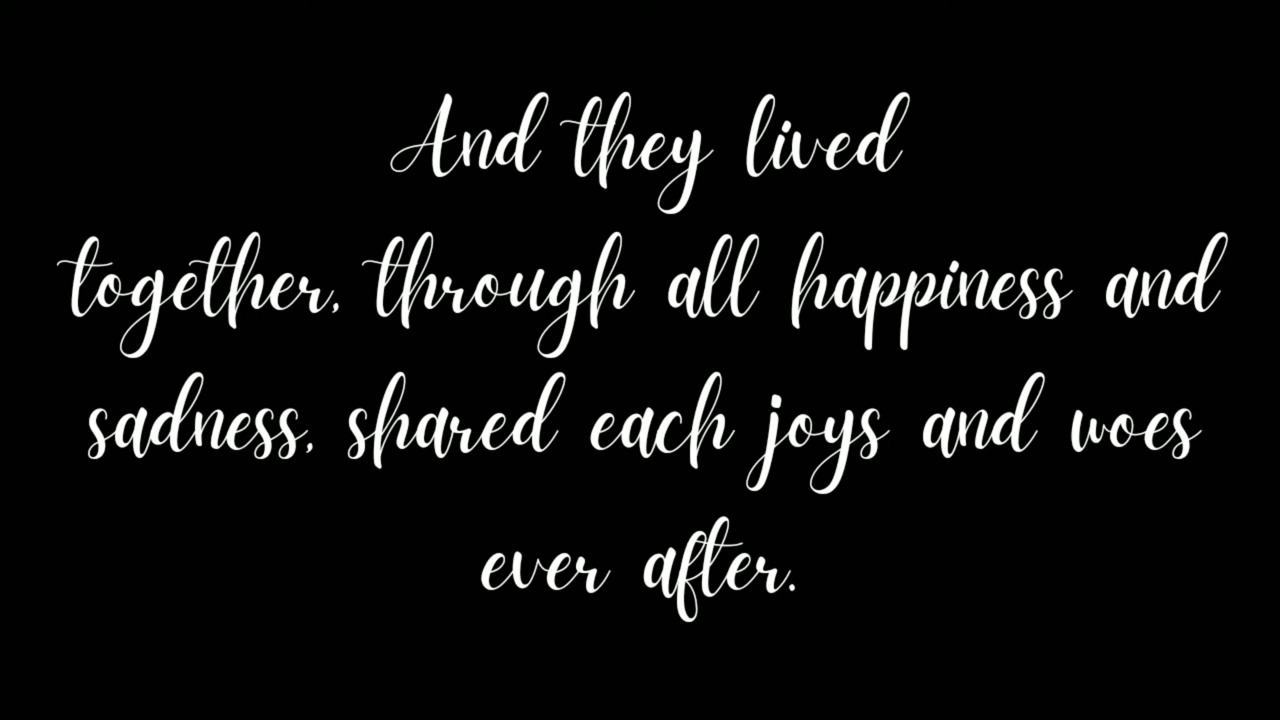 And they lived
together, through all happiness and
sadness, shared each joys and woes
ever after.